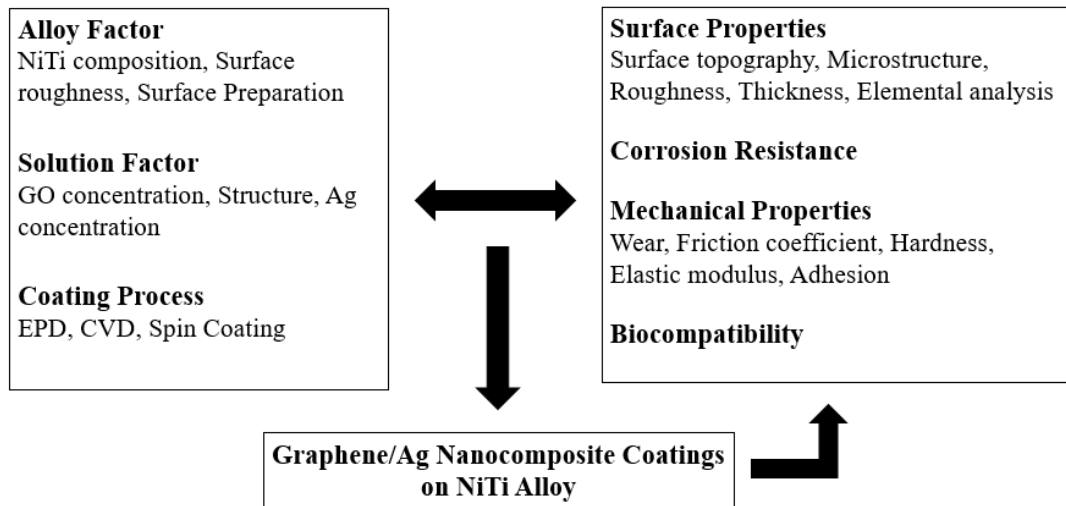 Alloy Factor
NiTi composition, Surface
roughness, Surface Preparation
Solution Factor
GO concentration, Structure, Ag
concentration
Coating Process
EPD, CVD, Spin Coating
Surface Properties
Surface topography, Microstructure,
Roughness, Thickness, Elemental analysis
Corrosion Resistance
Mechanical Properties
Wear, Friction coefficient, Hardness,
Elastic modulus, Adhesion
Biocompatibility
Graphene/Ag Nanocomposite Coatings
on NiTi Alloy